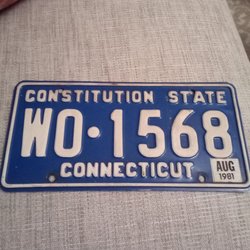 CONSTITUTION STATE
WO·1568
CONNECTICUT
AUG
1981